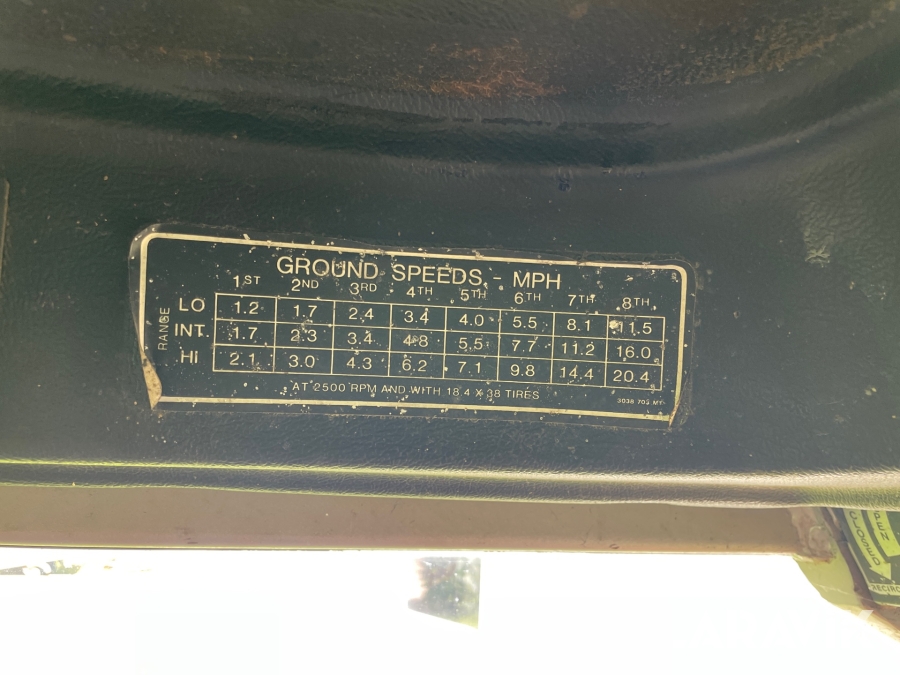 GROUND SPEEDS - MPH
1ST 2ND 3RD 4TH 5TH 6TH 7TH 8TH
RANGE
LO 1.2 1.7 2.4 3.4 4.0 5.5 8.1 11.5
INT. 1.7 2.3 3.4 4.8 5.5 7.7 11.2 16.0
HI 2.1 3.0 4.3 6.2 7.1 9.8 14.4 20.4
AT 2500 RPM AND WITH 18.4 X 38 TIRES
3038 703
CLOSED